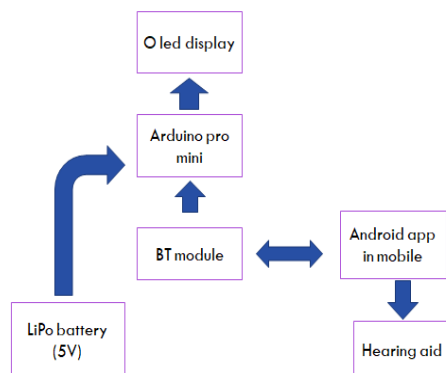 O led display
Arduino pro
mini
BT module
Android app
in mobile
LiPo battery
(5V)
Hearing aid